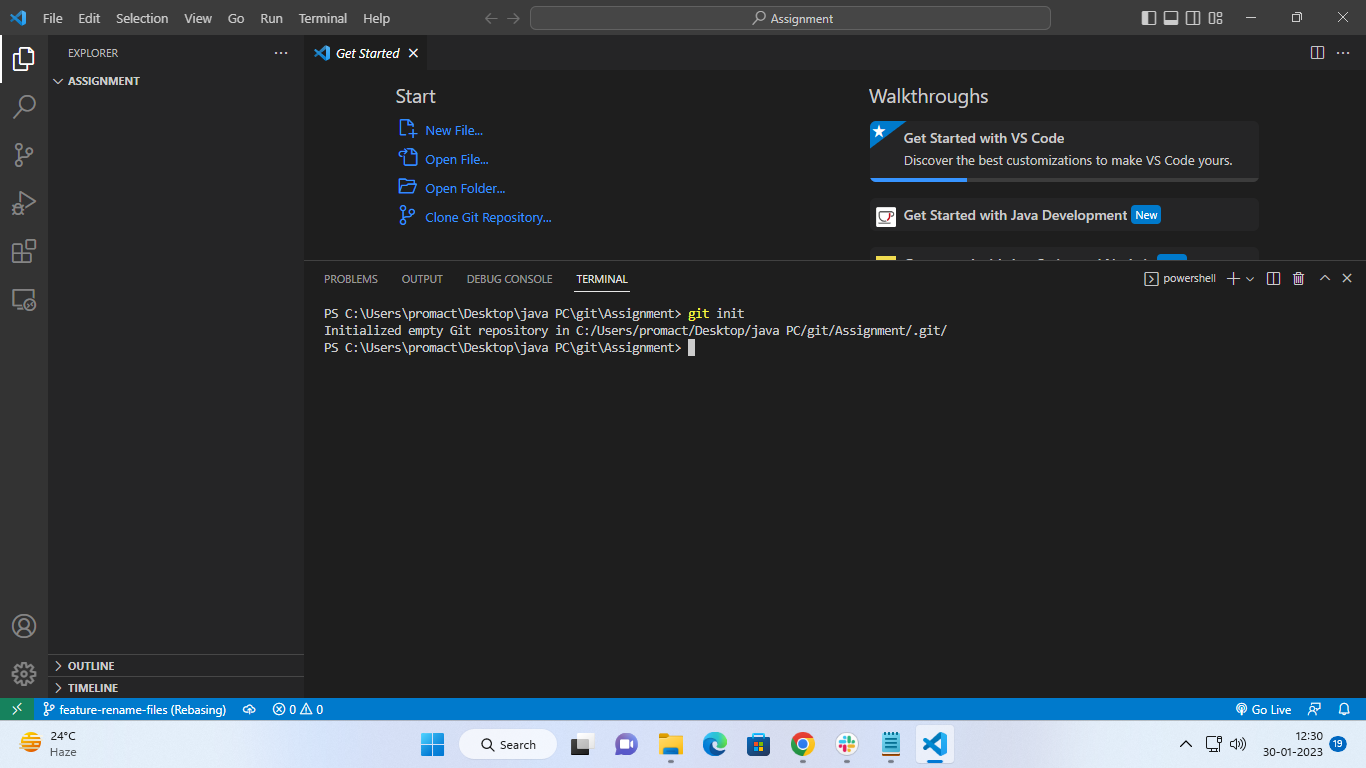 File Edit Selection View Go Run Terminal Help
Assignment
EXPLORER
ASSIGNMENT
Get Started
Start
New File...
Open File...
Open Folder...
Clone Git Repository...
Walkthroughs
Get Started with VS Code
Discover the best customizations to make VS Code yours.
Get Started with Java Development New
PROBLEMS OUTPUT DEBUG CONSOLE TERMINAL
powershell
PS C:\Users\promact\Desktop\java PC\git\Assignment> git init
Initialized empty Git repository in C:/Users/promact/Desktop/java PC/git/Assignment/.git/
PS C:\Users\promact\Desktop\java PC\git\Assignment>
OUTLINE
TIMELINE
feature-rename-files (Rebasing) 0 0 Go Live
24°C
Haze
Search
12:30
30-01-2023
19